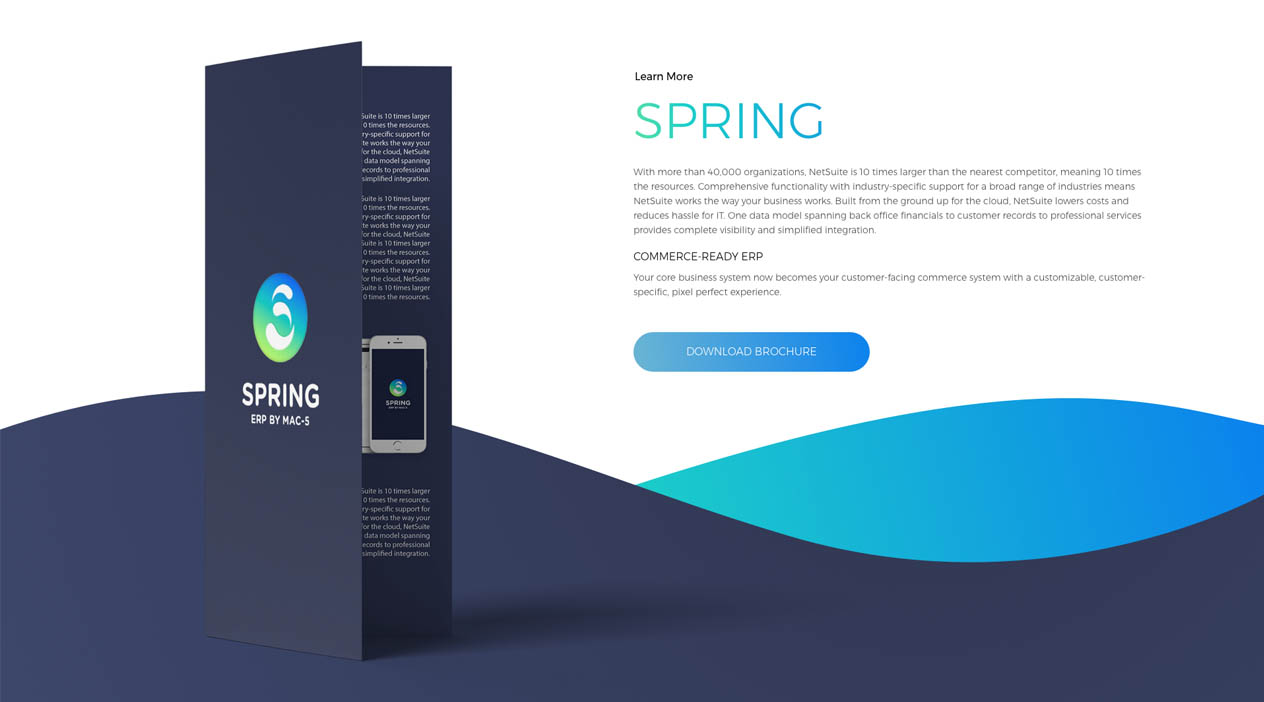 SPRING
ERP BY MAC-5
Suite is 10 times larger
0 times the resources.
ry-specific support for
te works the way your
for the cloud, NetSuite
data model spanning
ecords to professional
simplified integration.
Suite is 10 times larger
0 times the resources.
ry-specific support for
te works the way your
for the cloud, NetSuite
Suite is 10 times larger
0 times the resources.
ry-specific support for
te works the way your
for the cloud, NetSuite
Suite is 10 times larger
0 times the resources.
SPRING
ERP BY MAC-5
Suite is 10 times larger
0 times the resources.
ry-specific support for
te works the way your
for the cloud, NetSuite
data model spanning
ecords to professional
simplified integration.
Learn More
SPRING
With more than 40,000 organizations, NetSuite is 10 times larger than the nearest competitor, meaning 10 times
the resources. Comprehensive functionality with industry-specific support for a broad range of industries means
NetSuite works the way your business works. Built from the ground up for the cloud, NetSuite lowers costs and
reduces hassle for IT. One data model spanning back office financials to customer records to professional services
provides complete visibility and simplified integration.
COMMERCE-READY ERP
Your core business system now becomes your customer-facing commerce system with a customizable, customer-
specific, pixel perfect experience.
DOWNLOAD BROCHURE